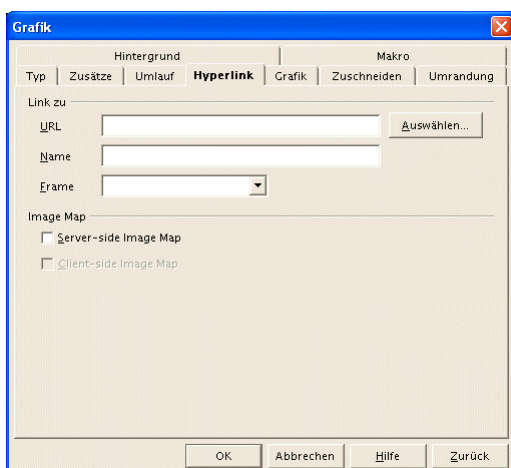 Grafik
Hintergrund Makro
Typ Zusätze Umlauf Hyperlink Grafik Zuschneiden Umrandung
Link zu
URL Auswählen...
Name
Frame
Image Map
Server-side Image Map
Client-side Image Map
OK Abbrechen Hilfe Zurück